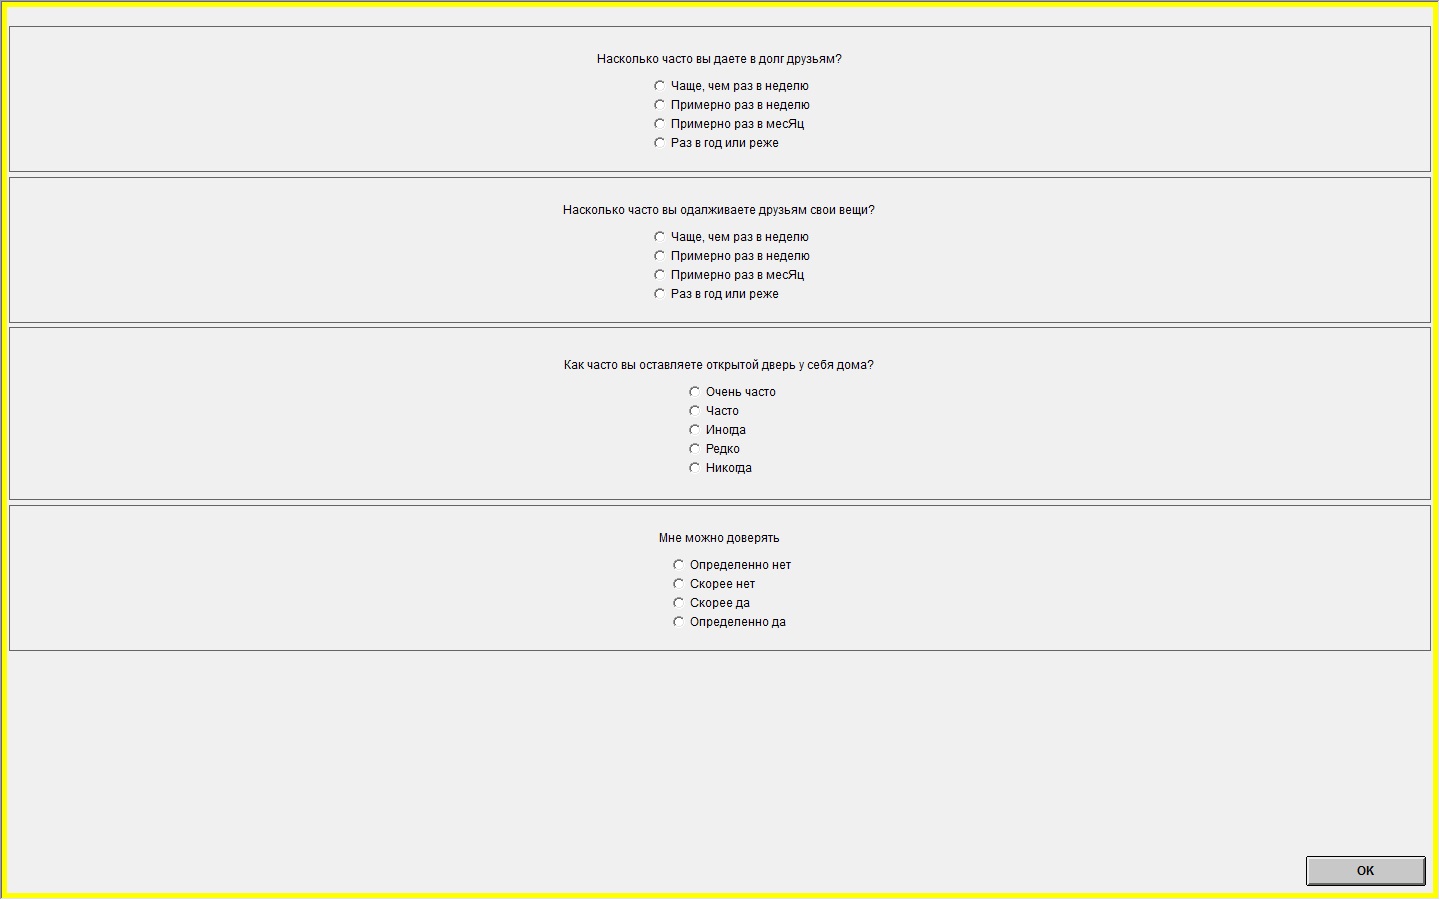 Насколько часто вы даете в долг друзьям?
Чаще, чем раз в неделю
Примерно раз в неделю
Примерно раз в месЯц
Раз в год или реже
Насколько часто вы одалживаете друзьям свои вещи?
Чаще, чем раз в неделю
Примерно раз в неделю
Примерно раз в месЯц
Раз в год или реже
Как часто вы оставляете открытой дверь у себя дома?
Очень часто
Часто
Иногда
Редко
Никогда
Мне можно доверять
Определенно нет
Скорее нет
Скорее да
Определенно да
OK